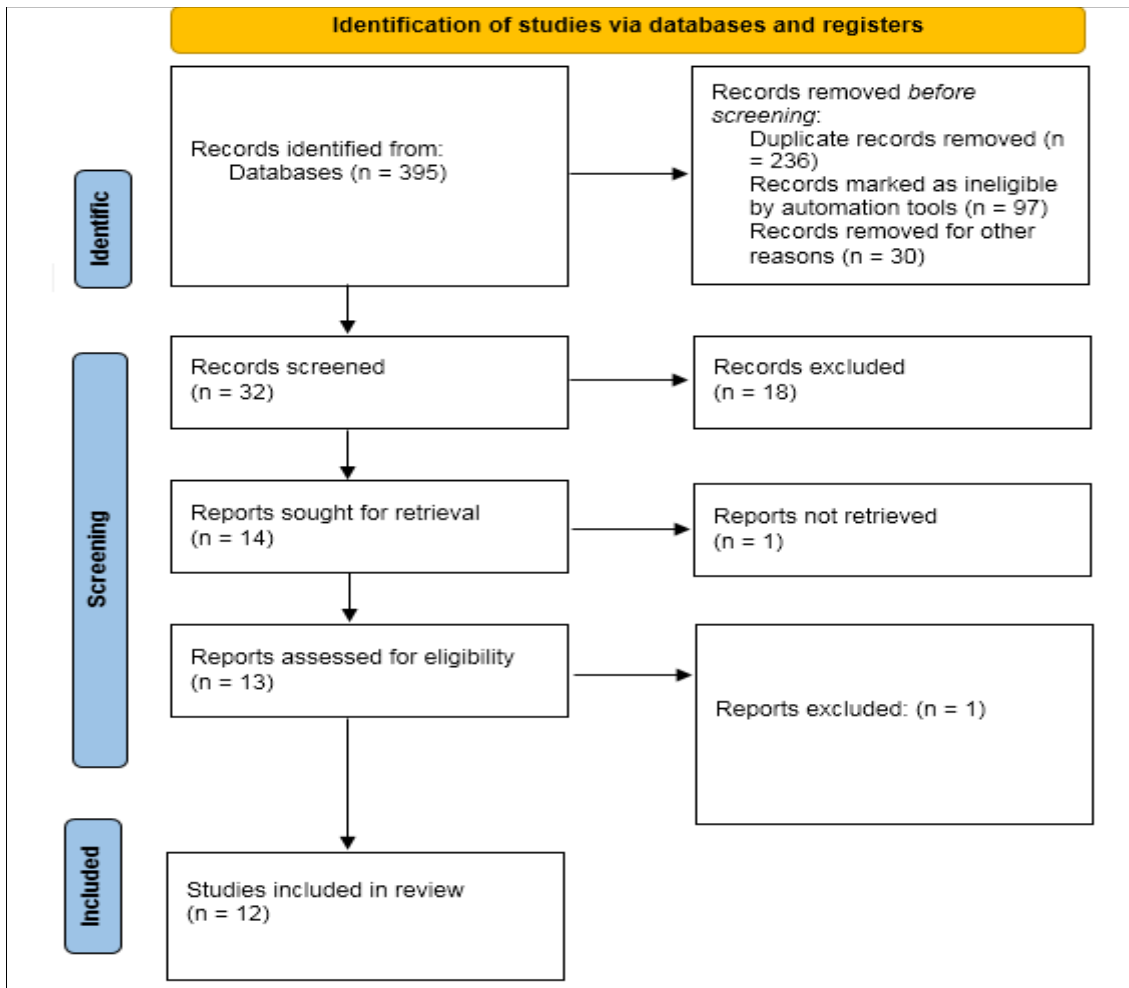 Identification of studies via databases and registers
Identific
Records identified from:
Databases (n = 395)
Records removed before
screening:
Duplicate records removed (n
= 236)
Records marked as ineligible
by automation tools (n = 97)
Records removed for other
reasons (n = 30)
Screening
Records screened
(n = 32)
Records excluded
(n = 18)
Reports sought for retrieval
(n = 14)
Reports not retrieved
(n = 1)
Reports assessed for eligibility
(n = 13)
Reports excluded: (n = 1)
Included
Studies included in review
(n = 12)